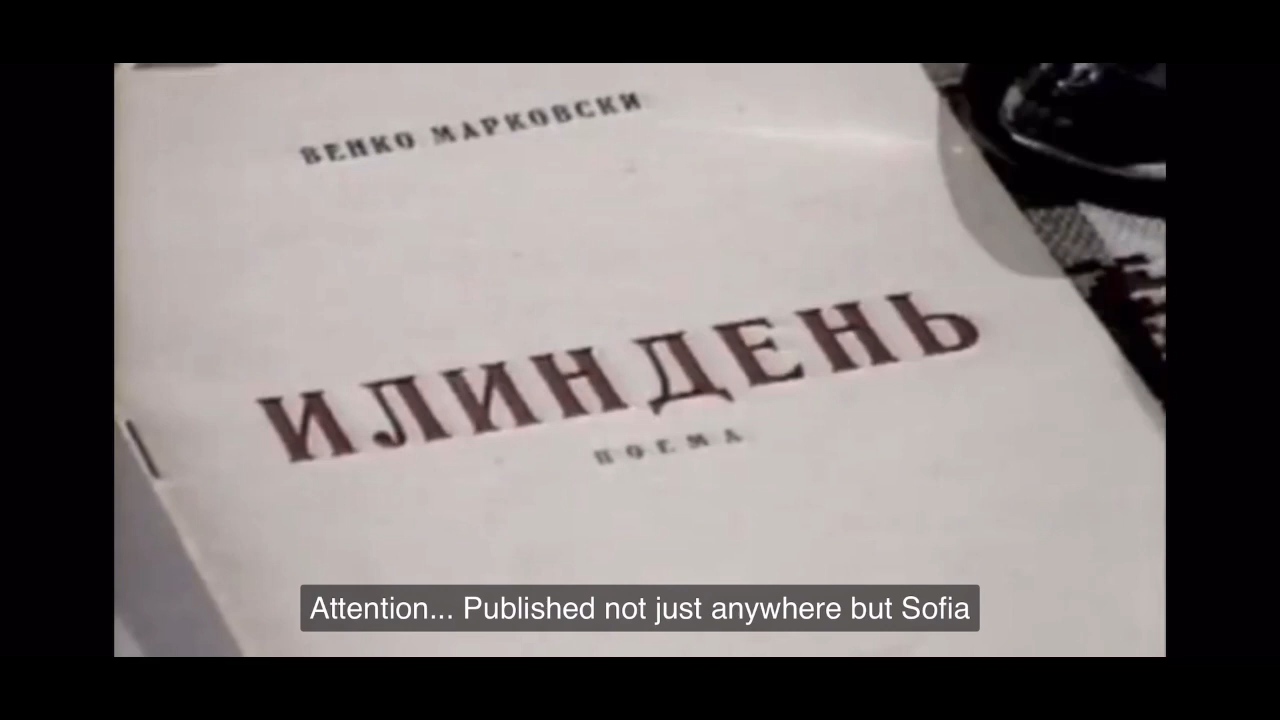 ВЕНКО МАРКОВСКИ
ИЛИНДЕНЬ
ПОЕМА
Attention... Published not just anywhere but Sofia